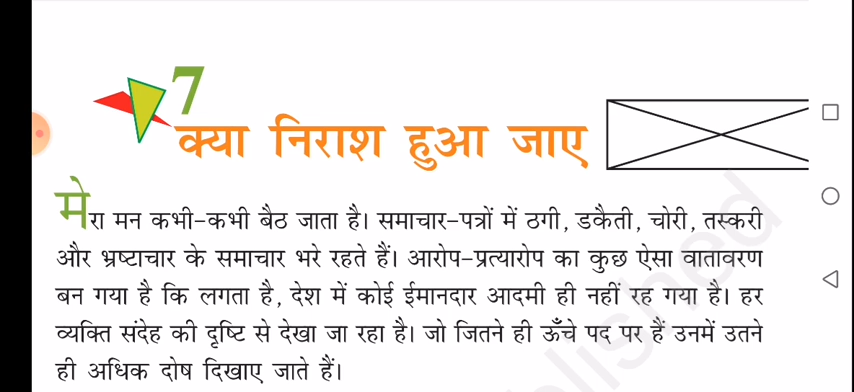 7
क्या निराश हुआ जाए
मेरा मन कभी-कभी बैठ जाता है। समाचार-पत्रों में ठगी, डकैती, चोरी, तस्करी
और भ्रष्टाचार के समाचार भरे रहते हैं। आरोप-प्रत्यारोप का कुछ ऐसा वातावरण
बन गया है कि लगता है, देश में कोई ईमानदार आदमी ही नहीं रह गया है। हर
व्यक्ति संदेह की दृष्टि से देखा जा रहा है। जो जितने ही ऊँचे पद पर हैं उनमें उतने
ही अधिक दोष दिखाए जाते हैं।